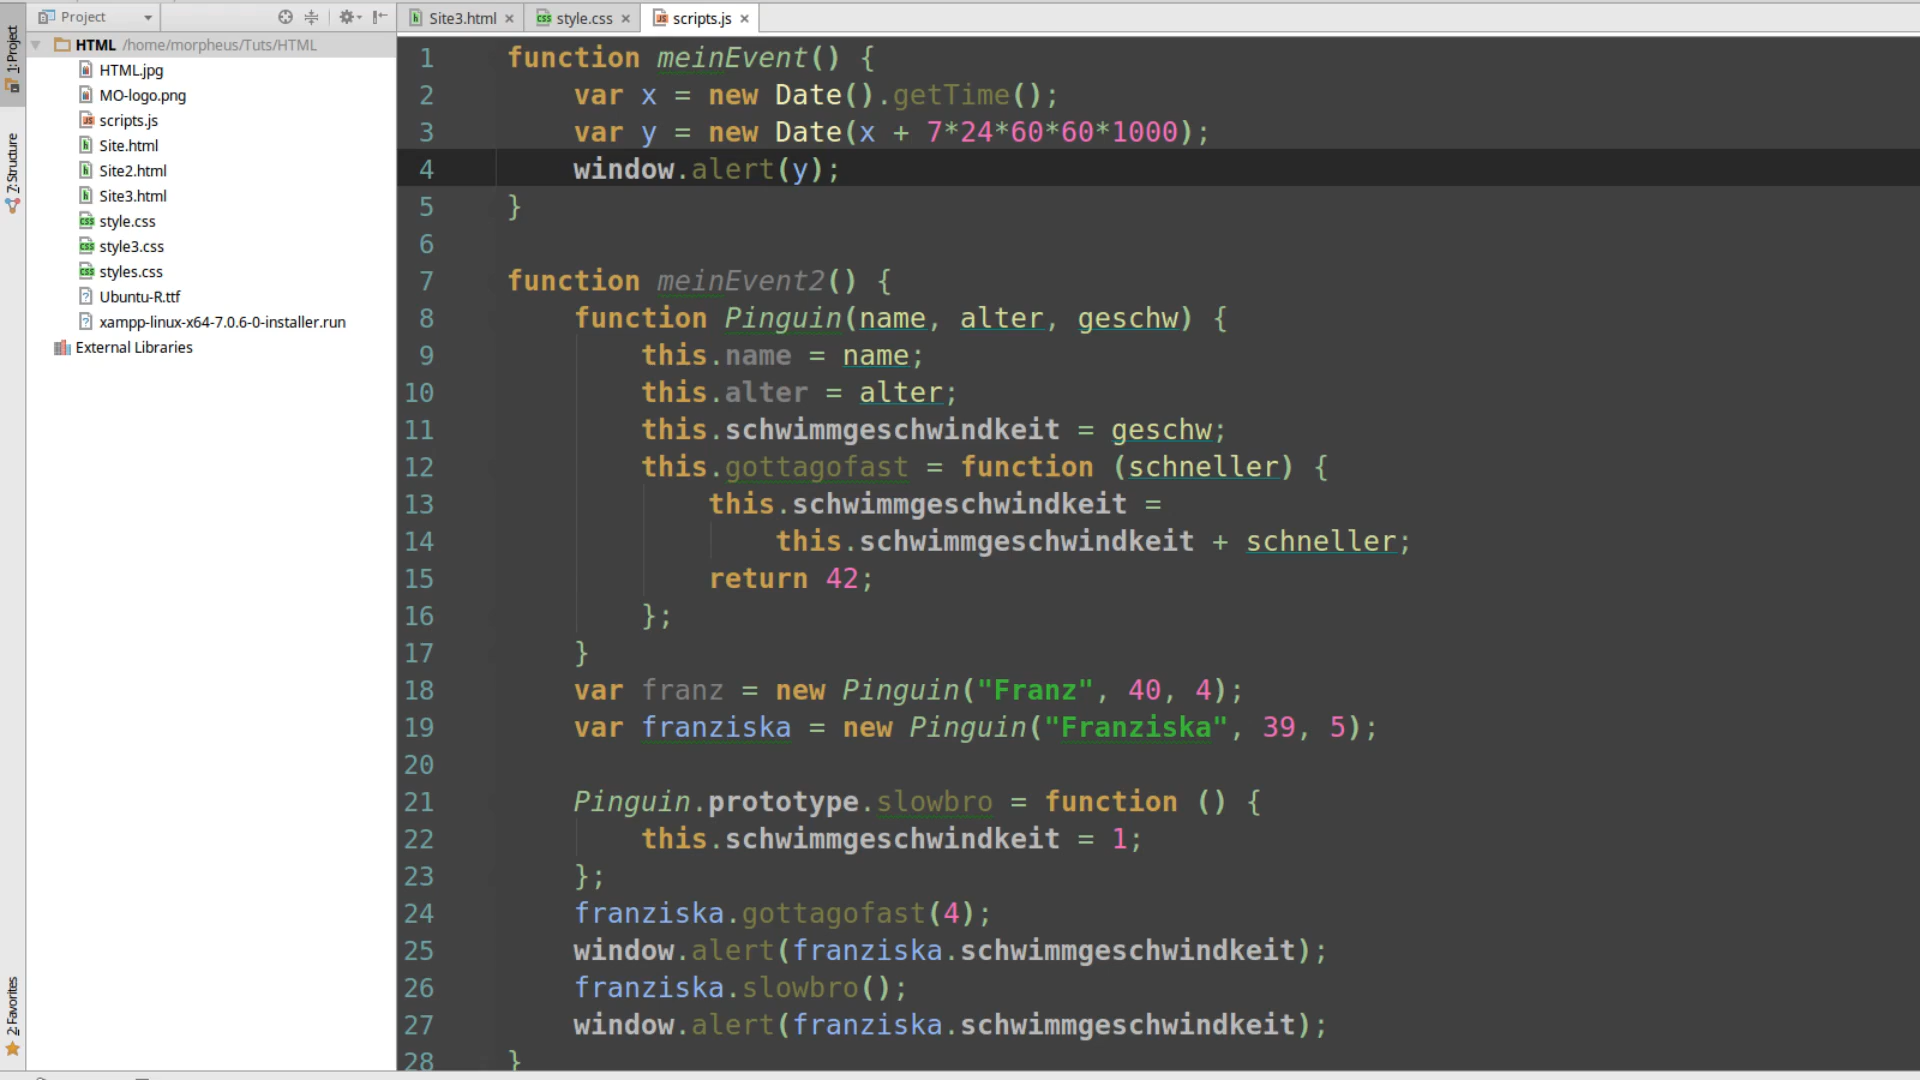 Project
Site3.html
style.css
scripts.js
1: Project
7: Structure
2: Favorites
HTML /home/morpheus/Tuts/HTML
HTML.jpg
MO-logo.png
scripts.js
Site.html
Site2.html
Site3.html
style.css
style3.css
styles.css
Ubuntu-R.ttf
xampp-linux-x64-7.0.6-0-installer.run
External Libraries
1 function meinEvent() {
2 var x = new Date().getTime();
3 var y = new Date(x + 7*24*60*60*1000);
4 window.alert(y);
5 }
6
7 function meinEvent2() {
8 function Pinguin(name, alter, geschw) {
9 this.name = name;
10 this.alter = alter;
11 this.schwimmgeschwindkeit = geschw;
12 this.gottagofast = function (schneller) {
13 this.schwimmgeschwindkeit =
14 this.schwimmgeschwindkeit + schneller;
15 return 42;
16 };
17 }
18 var franz = new Pinguin("Franz", 40, 4);
19 var franziska = new Pinguin("Franziska", 39, 5);
20
21 Pinguin.prototype.slowbro = function () {
22 this.schwimmgeschwindkeit = 1;
23 };
24 franziska.gottagofast(4);
25 window.alert(franziska.schwimmgeschwindkeit);
26 franziska.slowbro();
27 window.alert(franziska.schwimmgeschwindkeit);
28 }